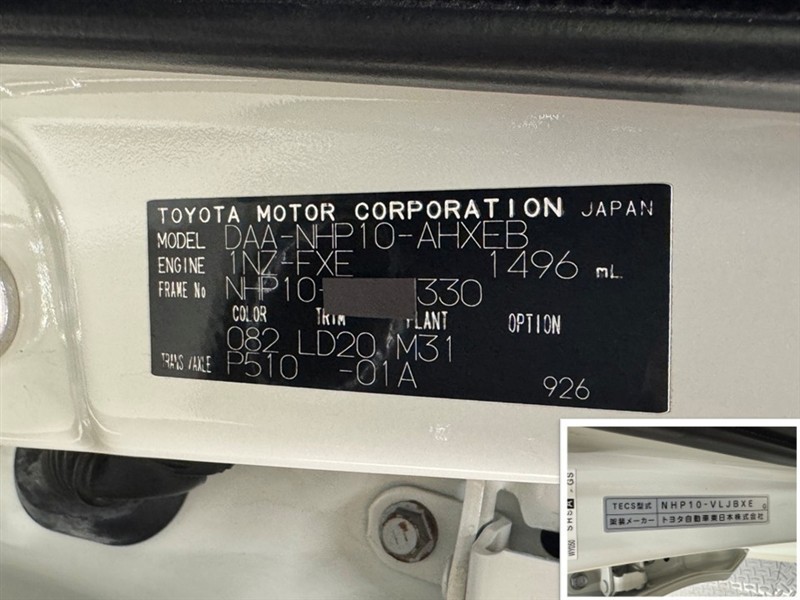 TOYOTA MOTOR CORPORATION JAPAN
MODEL DAA-NHP10-AHXEB
ENGINE 1NZ-FXE 1496 mL.
FRAME No NHP10- 330
COLOR TRIM PLANT OPTION
082 LD20 M31
TRANS/AXLE P510 -01A
926
TECS型式 NHP10-VLJBXE
架装メーカー トヨタ自動車東日本株式会社